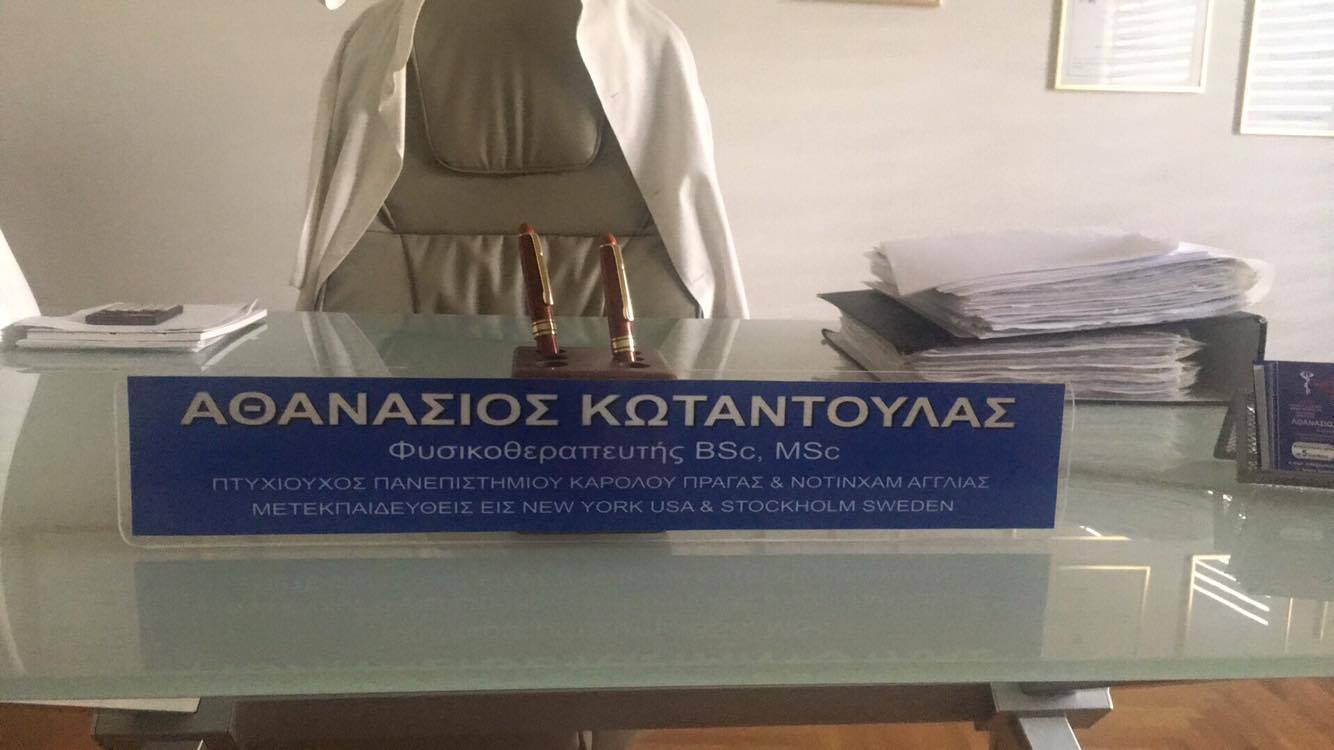 ΑΘΑΝΑΣΙΟΣ ΚΩΤΑΝΤΟΥΛΑΣ
Φυσικοθεραπευτής BSc, MSc
ΠΤΥΧΙΟΥΧΟΣ ΠΑΝΕΠΙΣΤΗΜΙΟΥ ΚΑΡΟΛΟΥ ΠΡΑΓΑΣ & ΝΟΤΙΝΧΑΜ ΑΓΓΛΙΑΣ
ΜΕΤΕΚΠΑΙΔΕΥΘΕΙΣ ΕΙΣ NEW YORK USA & STOCKHOLM SWEDEN